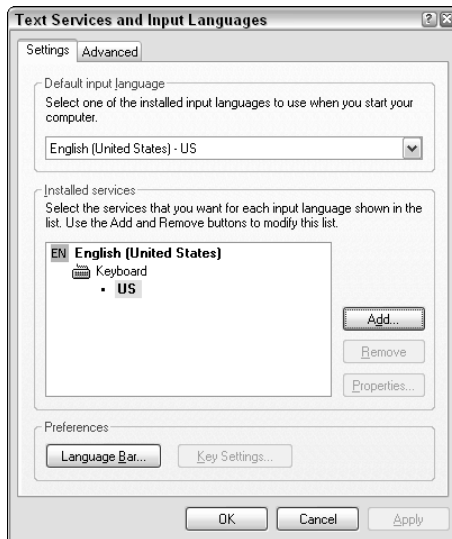 Text Services and Input Languages
Settings
Advanced
Default input language
Select one of the installed input languages to use when you start your
computer.
English (United States) - US
Installed services
Select the services that you want for each input language shown in the
list. Use the Add and Remove buttons to modify this list.
EN English (United States)
Keyboard
• US
Add...
Remove
Properties...
Preferences
Language Bar...
Key Settings...
OK
Cancel
Apply